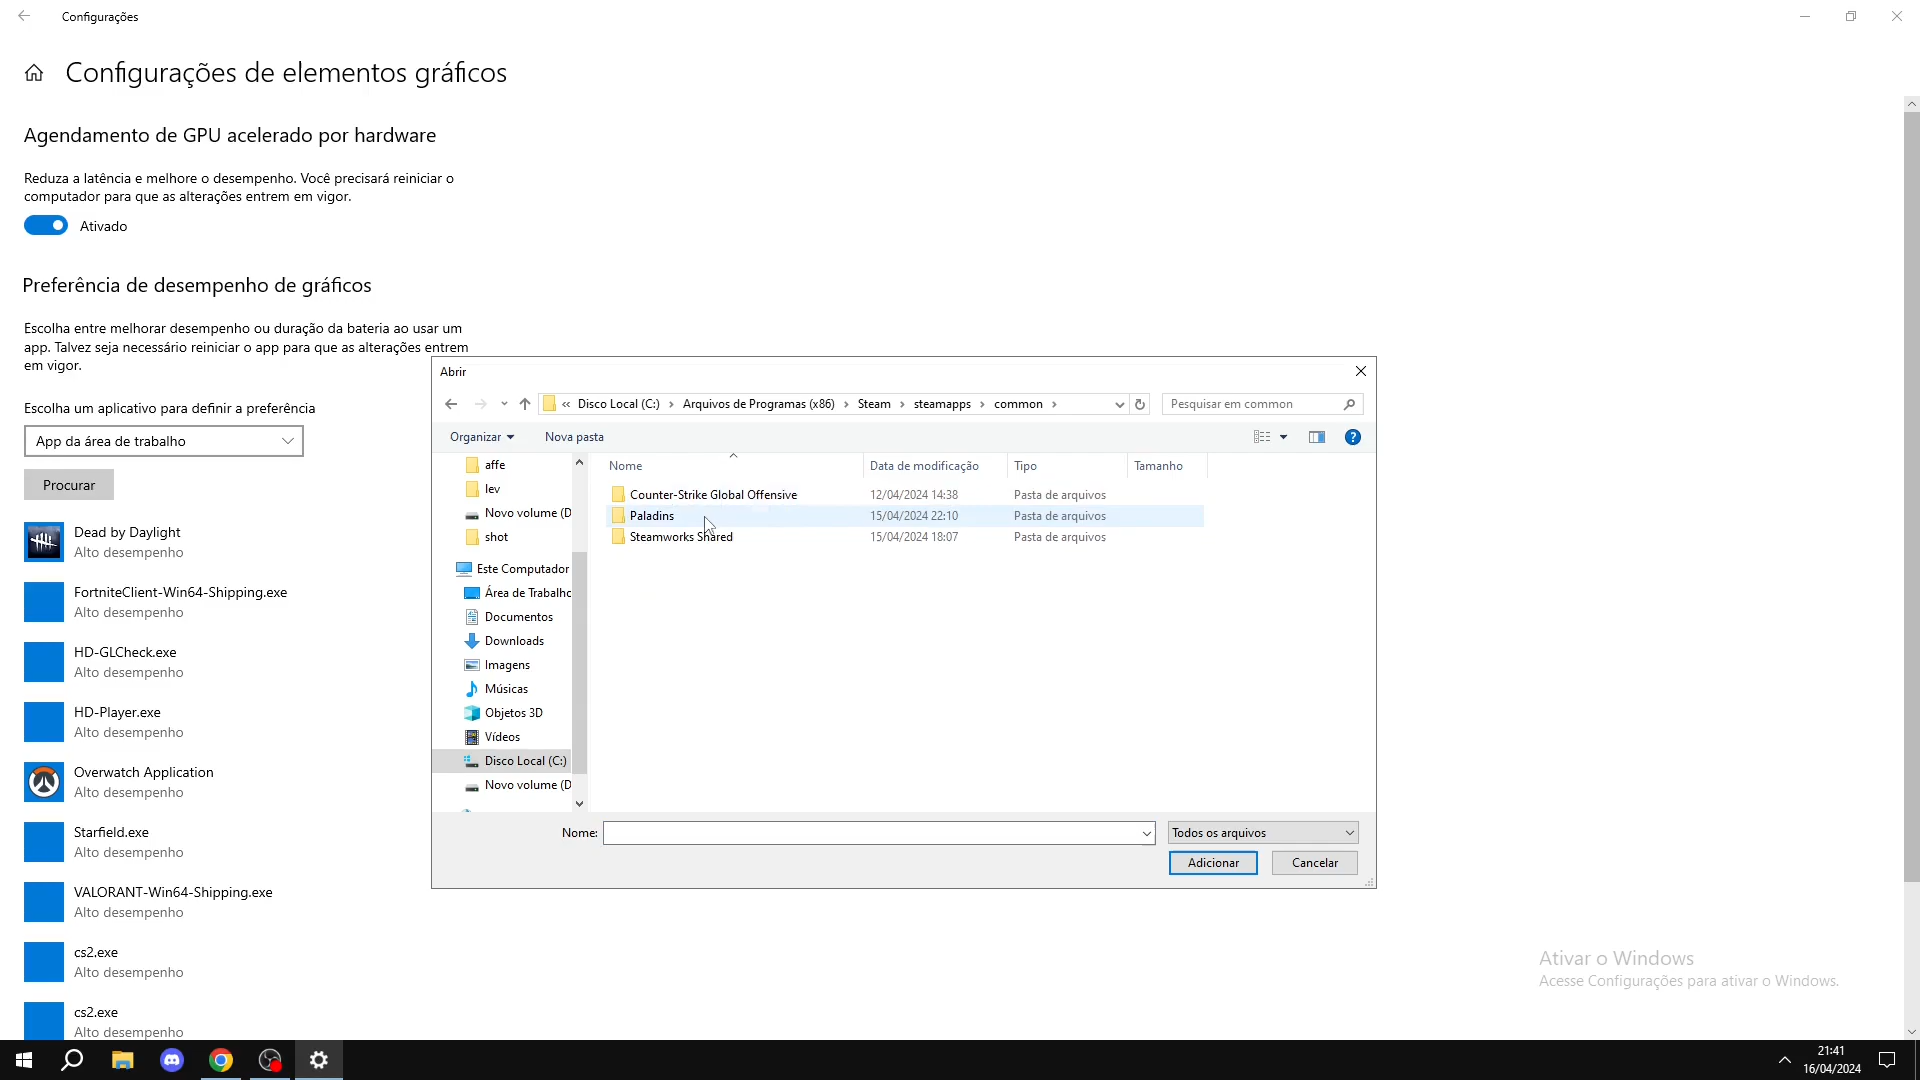 Configurações
Configurações de elementos gráficos
Agendamento de GPU acelerado por hardware
Reduza a latência e melhore o desempenho. Você precisará reiniciar o
computador para que as alterações entrem em vigor.
Ativado
Preferência de desempenho de gráficos
Escolha entre melhorar desempenho ou duração da bateria ao usar um
app. Talvez seja necessário reiniciar o app para que as alterações entrem
em vigor.
Escolha um aplicativo para definir a preferência
App da área de trabalho
Procurar
Dead by Daylight
Alto desempenho
FortniteClient-Win64-Shipping.exe
Alto desempenho
HD-GLCheck.exe
Alto desempenho
HD-Player.exe
Alto desempenho
Overwatch Application
Alto desempenho
Starfield.exe
Alto desempenho
VALORANT-Win64-Shipping.exe
Alto desempenho
cs2.exe
Alto desempenho
cs2.exe
Alto desempenho
Abrir
« Disco Local (C:) › Arquivos de Programas (x86) › Steam › steamapps › common ›
Pesquisar em common
Organizar
Nova pasta
affe
lev
Novo volume (D
shot
Este Computador
Área de Trabalho
Documentos
Downloads
Imagens
Músicas
Objetos 3D
Vídeos
Disco Local (C:)
Novo volume (D
Nome Data de modificação Tipo Tamanho
Counter-Strike Global Offensive 12/04/2024 14:38 Pasta de arquivos
Paladins 15/04/2024 22:10 Pasta de arquivos
Steamworks Shared 15/04/2024 18:07 Pasta de arquivos
Nome:
Todos os arquivos
Adicionar
Cancelar
Ativar o Windows
Acesse Configurações para ativar o Windows.
21:41
16/04/2024